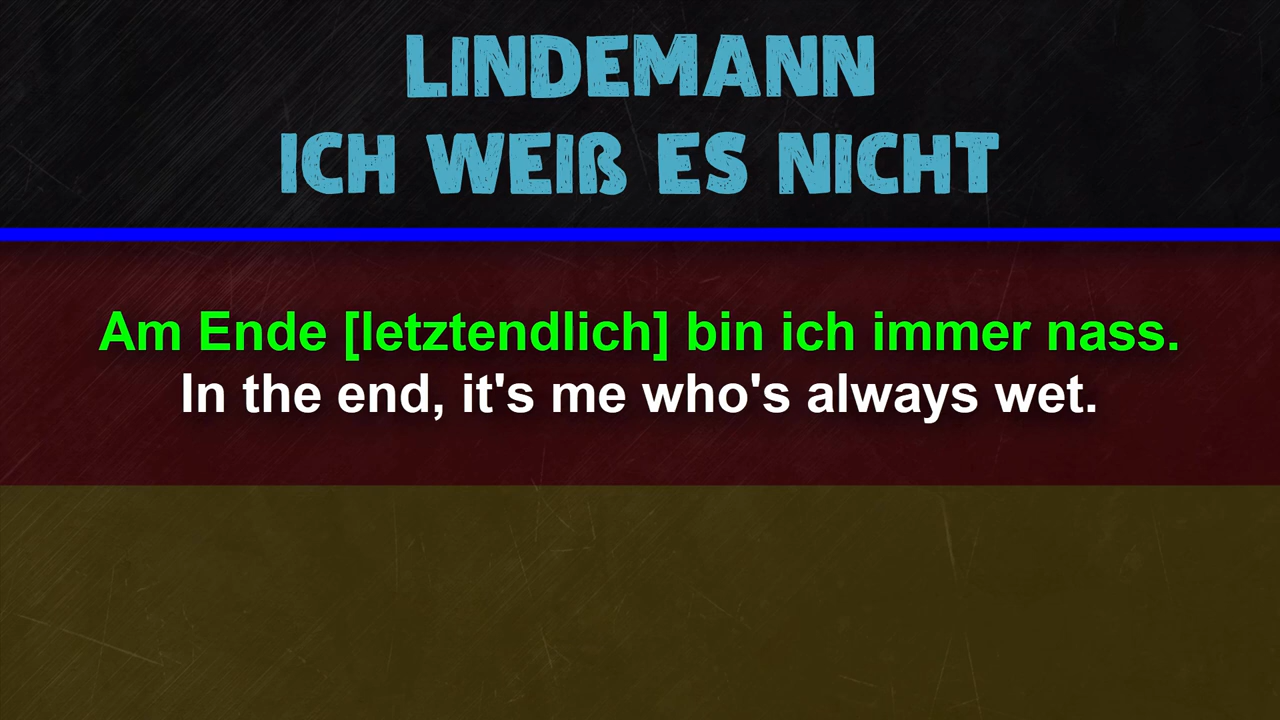 LINDEMANN
ICH WEIß ES NICHT
Am Ende [letztendlich] bin ich immer nass.
In the end, it's me who's always wet.